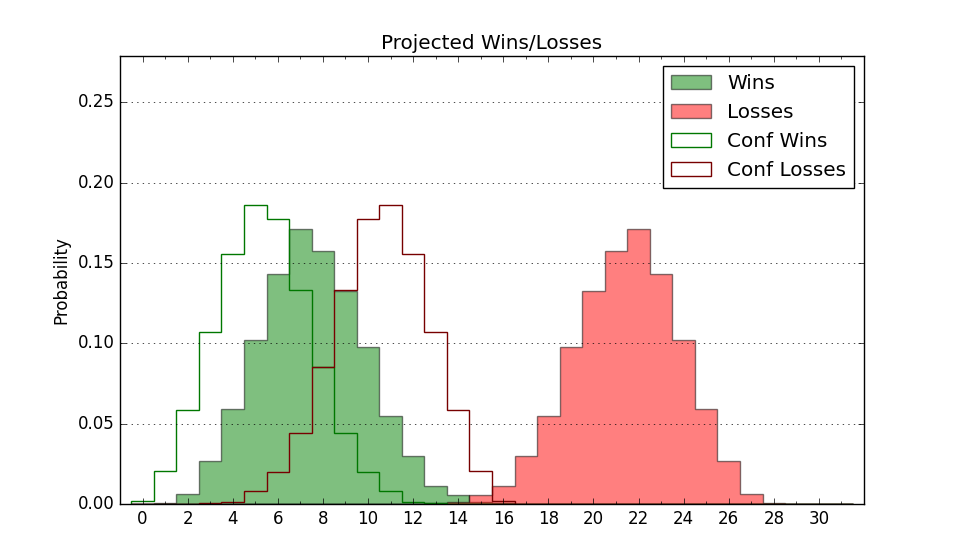 Projected Wins/Losses
Wins
Losses
Conf Wins
Conf Losses
Probability
0.25
0.20
0.15
0.10
0.05
0.00
0 2 4 6 8 10 12 14 16 18 20 22 24 26 28 30